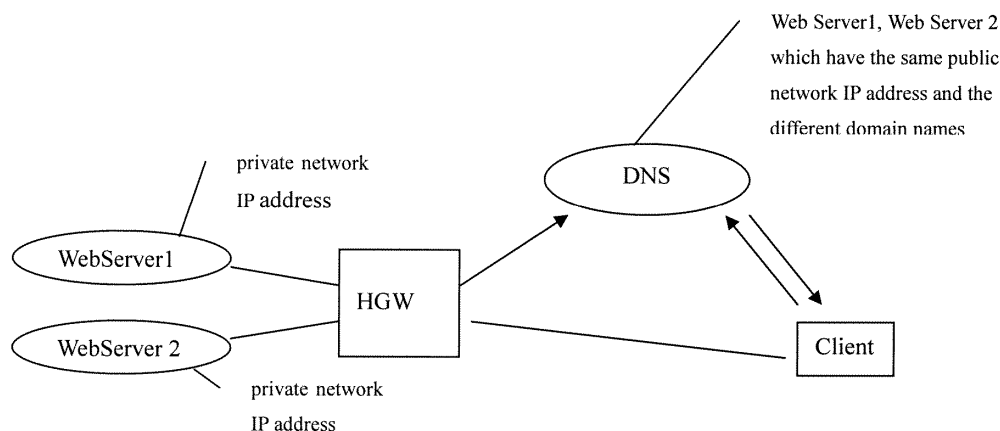 Web Server1, Web Server 2
which have the same public
network IP address and the
different domain names
private network
IP address
DNS
WebServer1
HGW
WebServer 2
Client
private network
IP address